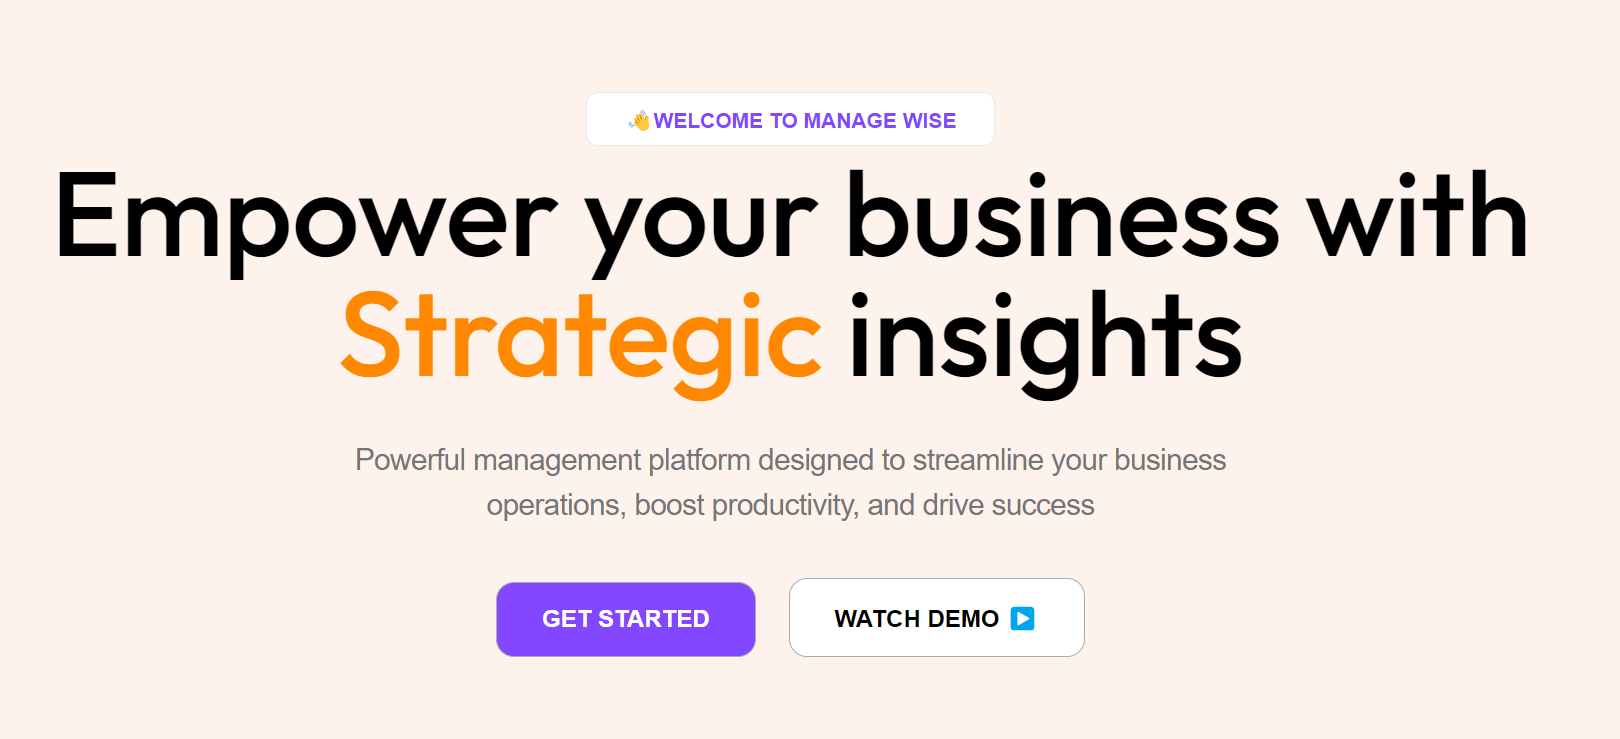 👋WELCOME TO MANAGE WISE
Empower your business with
Strategic insights
Powerful management platform designed to streamline your business
operations, boost productivity, and drive success
GET STARTED
WATCH DEMO ▶️